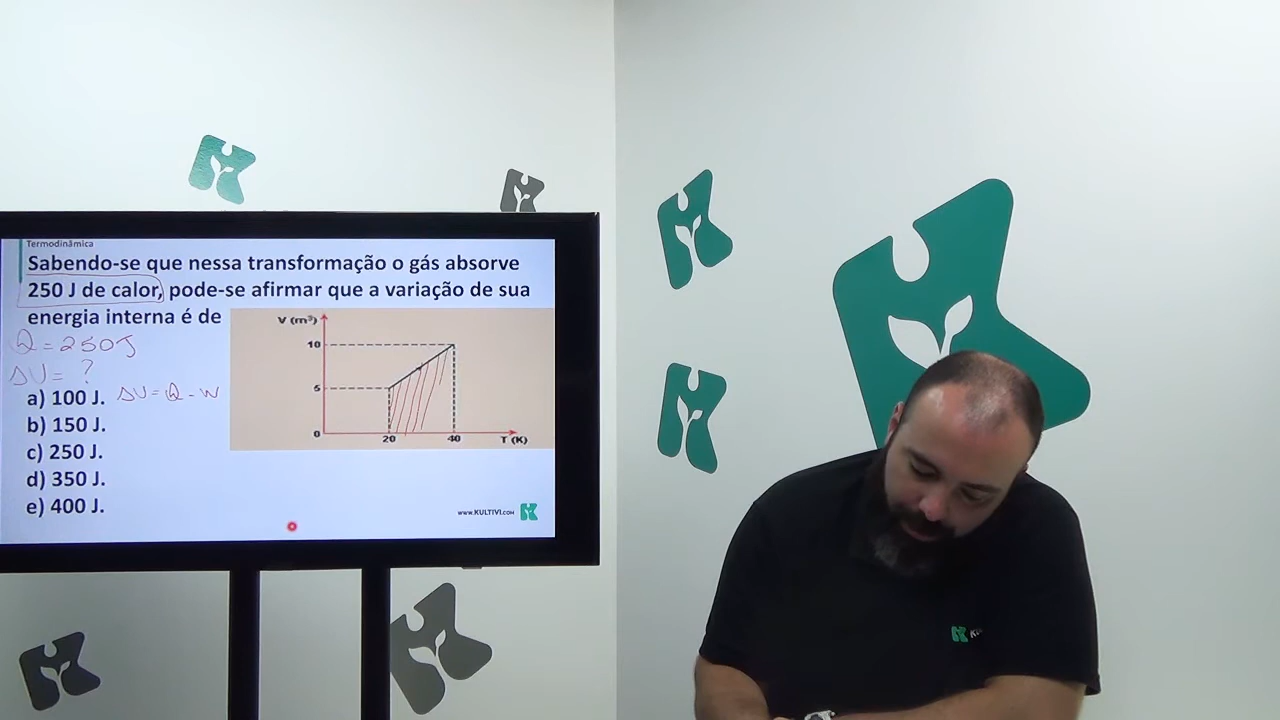 Termodinâmica
Sabendo-se que nessa transformação o gás absorve
250 J de calor, pode-se afirmar que a variação de sua
energia interna é de
Q = 250J
ΔU = ?
ΔU = Q - W
a) 100 J.
b) 150 J.
c) 250 J.
d) 350 J.
e) 400 J.
V (m³)
10
5
0
20
40
T (K)
www.KULTIVI.COM